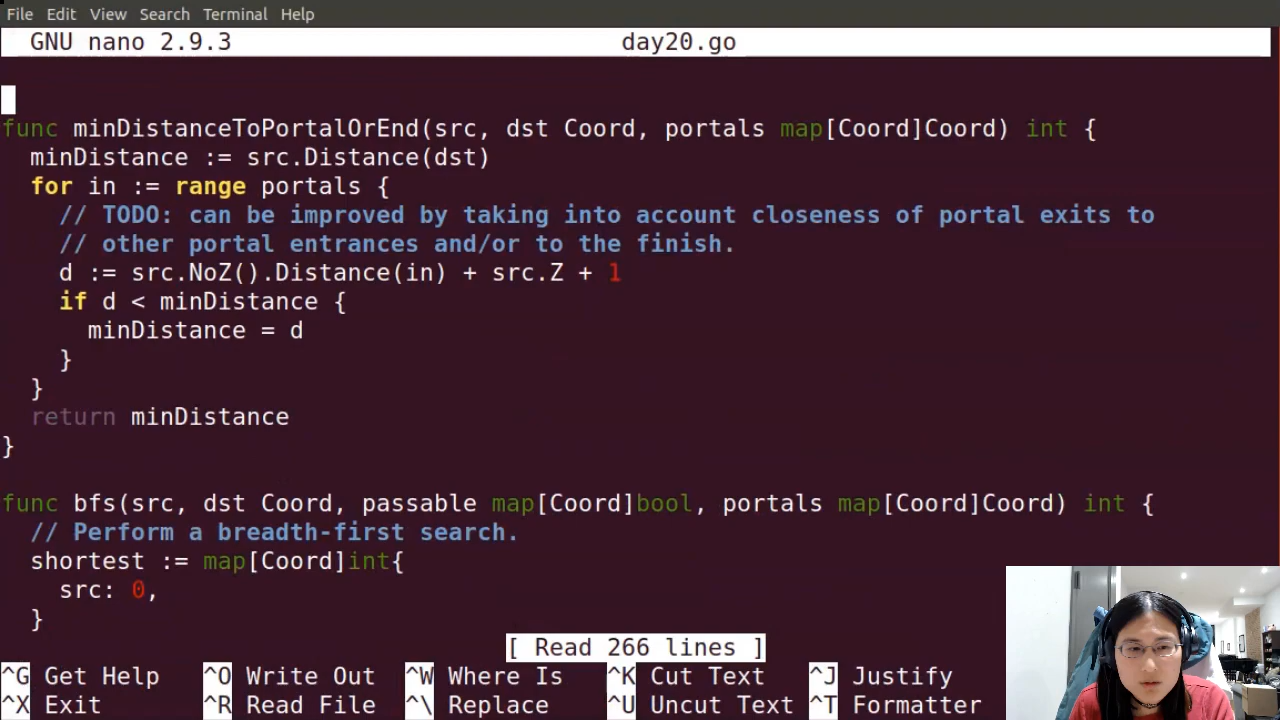 File Edit View Search Terminal Help
GNU nano 2.9.3 day20.go
func minDistanceToPortalOrEnd(src, dst Coord, portals map[Coord]Coord) int {
  minDistance := src.Distance(dst)
  for in := range portals {
    // TODO: can be improved by taking into account closeness of portal exits to
    // other portal entrances and/or to the finish.
    d := src.NoZ().Distance(in) + src.Z + 1
    if d < minDistance {
      minDistance = d
    }
  }
  return minDistance
}
func bfs(src, dst Coord, passable map[Coord]bool, portals map[Coord]Coord) int {
  // Perform a breadth-first search.
  shortest := map[Coord]int{
    src: 0,
  }
[ Read 266 lines ]
^G Get Help ^O Write Out ^W Where Is ^K Cut Text ^J Justify
^X Exit ^R Read File ^\ Replace ^U Uncut Text ^T Formatter